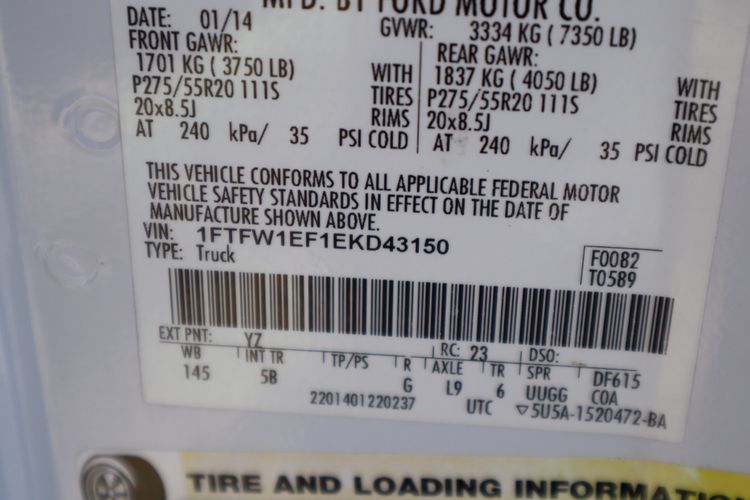 MFD. BY FORD MOTOR CO.
DATE: 01/14 GVWR: 3334 KG ( 7350 LB)
FRONT GAWR: REAR GAWR:
1701 KG ( 3750 LB) WITH 1837 KG ( 4050 LB) WITH
P275/55R20 111S TIRES P275/55R20 111S TIRES
20x8.5J RIMS 20x8.5J RIMS
AT 240 kPa/ 35 PSI COLD AT 240 kPa/ 35 PSI COLD
THIS VEHICLE CONFORMS TO ALL APPLICABLE FEDERAL MOTOR
VEHICLE SAFETY STANDARDS IN EFFECT ON THE DATE OF
MANUFACTURE SHOWN ABOVE.
VIN: 1FTFW1EF1EKD43150
TYPE: Truck F0082
T0589
EXT PNT: YZ RC: 23 DSO:
WB INT TR TP/PS R AXLE TR SPR DF615
145 5B G L9 6 UUGG COA
2201401220237 UTC ▽5U5A-1520472-BA
TIRE AND LOADING INFORMATIO